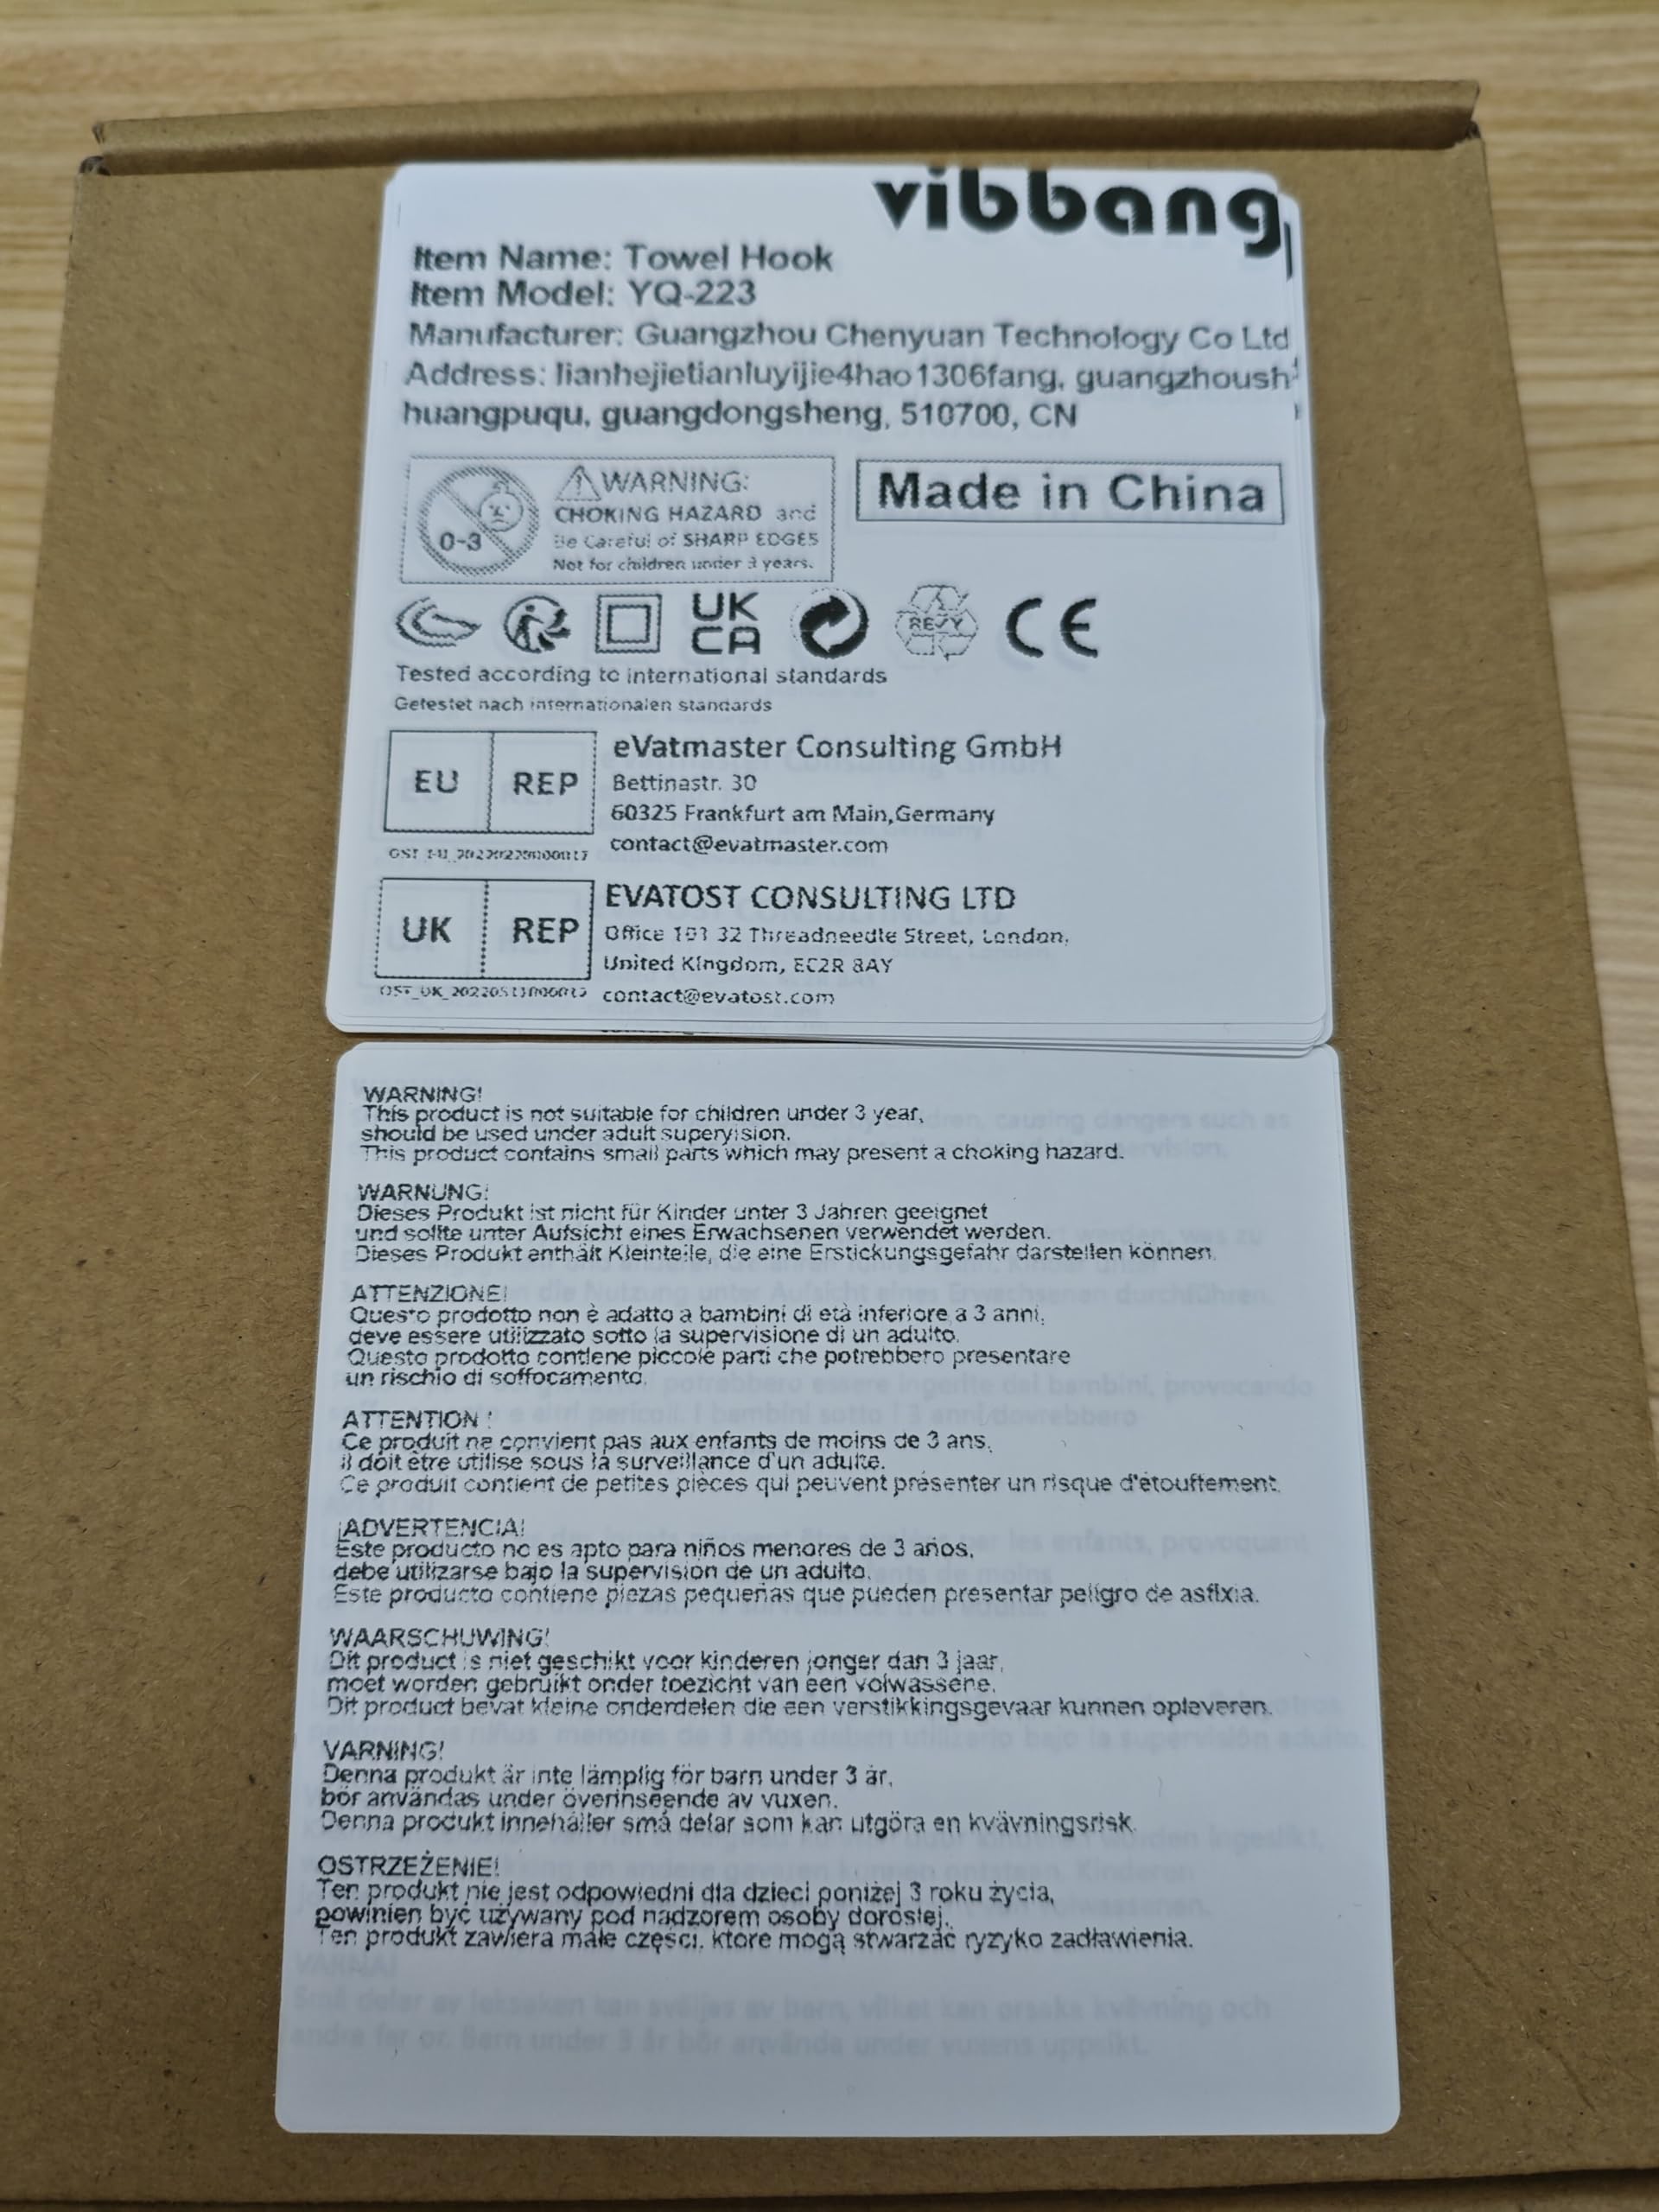 vibbang
Item Name: Towel Hook
Item Model: YQ-223
Manufacturer: Guangzhou Chenyuan Technology Co Ltd
Address: lianhejietianluyijie4hao1306fang, guangzhoush
huangpuqu, guangdongsheng, 510700, CN
WARNING:
CHOKING HAZARD and
Be Careful of SHARP EDGES
Not for children under 3 years.
0-3
Made in China
UK
CA
RESY
CE
Tested according to international standards
Getestet nach internationalen standards
EU REP
eVatmaster Consulting GmbH
Bettinastr. 30
60325 Frankfurt am Main,Germany
contact@evatmaster.com
UK REP
EVATOST CONSULTING LTD
Office 101 32 Threadneedle Street, London,
United Kingdom, EC2R 8AY
contact@evatost.com
WARNING!
This product is not suitable for children under 3 year,
should be used under adult supervision.
This product contains small parts which may present a choking hazard.
WARNUNG!
Dieses Produkt ist nicht für Kinder unter 3 Jahren geeignet
und sollte unter Aufsicht eines Erwachsenen verwendet werden.
Dieses Produkt enthält Kleinteile, die eine Erstickungsgefahr darstellen können.
ATTENZIONE!
Questo prodotto non è adatto a bambini di età inferiore a 3 anni,
deve essere utilizzato sotto la supervisione di un adulto.
Questo prodotto contiene piccole parti che potrebbero presentare
un rischio di soffocamento.
ATTENTION !
Ce produit ne convient pas aux enfants de moins de 3 ans,
il doit être utilise sous la surveillance d'un adulte.
Ce produit contient de petites pièces qui peuvent présenter un risque d'étouffement.
¡ADVERTENCIA!
Este producto no es apto para niños menores de 3 años,
debe utilizarse bajo la supervisión de un adulto.
Este producto contiene piezas pequeñas que pueden presentar peligro de asfixia.
WAARSCHUWING!
Dit product is niet geschikt voor kinderen jonger dan 3 jaar,
moet worden gebruikt onder toezicht van een volwassene.
Dit product bevat kleine onderdelen die een verstikkingsgevaar kunnen opleveren.
VARNING!
Denna produkt är inte lämplig för barn under 3 år,
bör användas under överinseende av vuxen.
Denna produkt innehåller små delar som kan utgöra en kvävningsrisk.
OSTRZEŻENIE!
Ten produkt nie jest odpowiedni dla dzieci poniżej 3 roku życia,
powinien być używany pod nadzorem osoby dorosłej.
Ten produkt zawiera małe części, które mogą stwarzać ryzyko zadławienia.